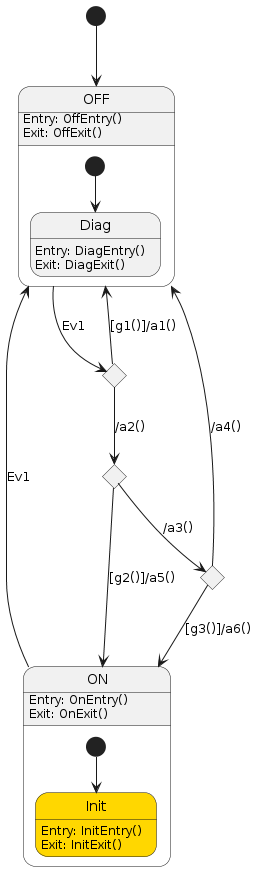 OFF
Entry: OffEntry()
Exit: OffExit()
Diag
Entry: DiagEntry()
Exit: DiagExit()
Ev1
[g1()]/a1()
/a2()
/a4()
Ev1
/a3()
[g2()]/a5()
[g3()]/a6()
ON
Entry: OnEntry()
Exit: OnExit()
Init
Entry: InitEntry()
Exit: InitExit()